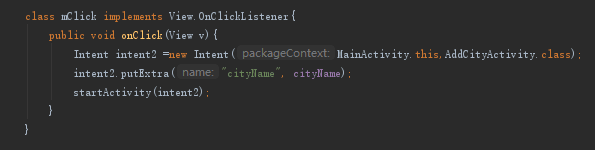 class mClick implements View.OnClickListener{
public void onClick(View v){
Intent intent2 =new Intent( packageContext: MainActivity.this,AddCityActivity.class);
intent2.putExtra( name: "cityName", cityName);
startActivity(intent2);
}
}